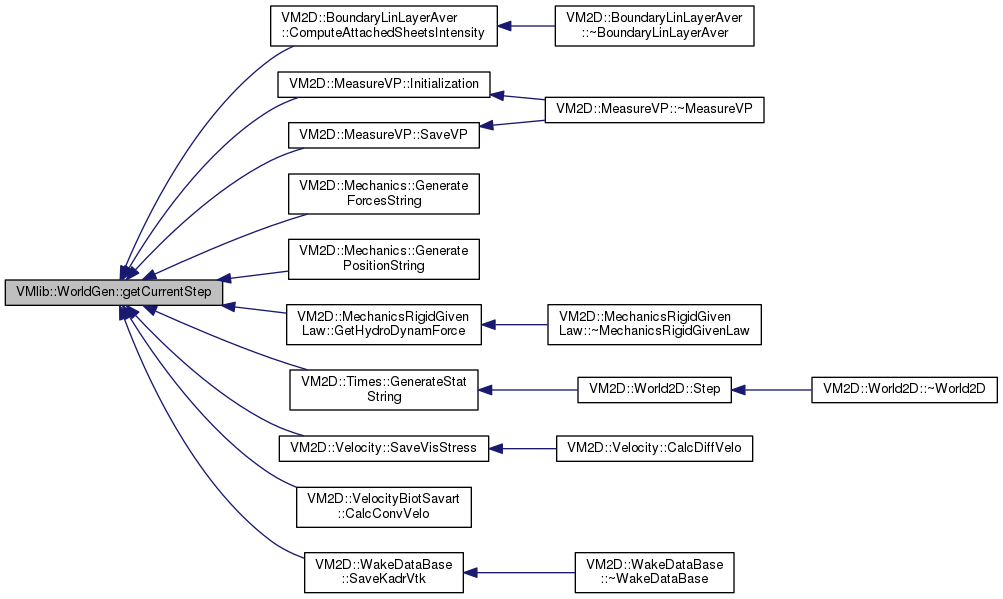 VM2D::BoundaryLinLayerAver
::ComputeAttachedSheetsIntensity
VM2D::BoundaryLinLayerAver
::~BoundaryLinLayerAver
VM2D::MeasureVP::Initialization
VM2D::MeasureVP::~MeasureVP
VM2D::MeasureVP::SaveVP
VM2D::Mechanics::Generate
ForcesString
VM2D::Mechanics::Generate
PositionString
VMlib::WorldGen::getCurrentStep
VM2D::MechanicsRigidGiven
Law::GetHydroDynamForce
VM2D::MechanicsRigidGiven
Law::~MechanicsRigidGivenLaw
VM2D::Times::GenerateStat
String
VM2D::World2D::Step
VM2D::World2D::~World2D
VM2D::Velocity::SaveVisStress
VM2D::Velocity::CalcDiffVelo
VM2D::VelocityBiotSavart
::CalcConvVelo
VM2D::WakeDataBase
::SaveKadrVtk
VM2D::WakeDataBase
::~WakeDataBase